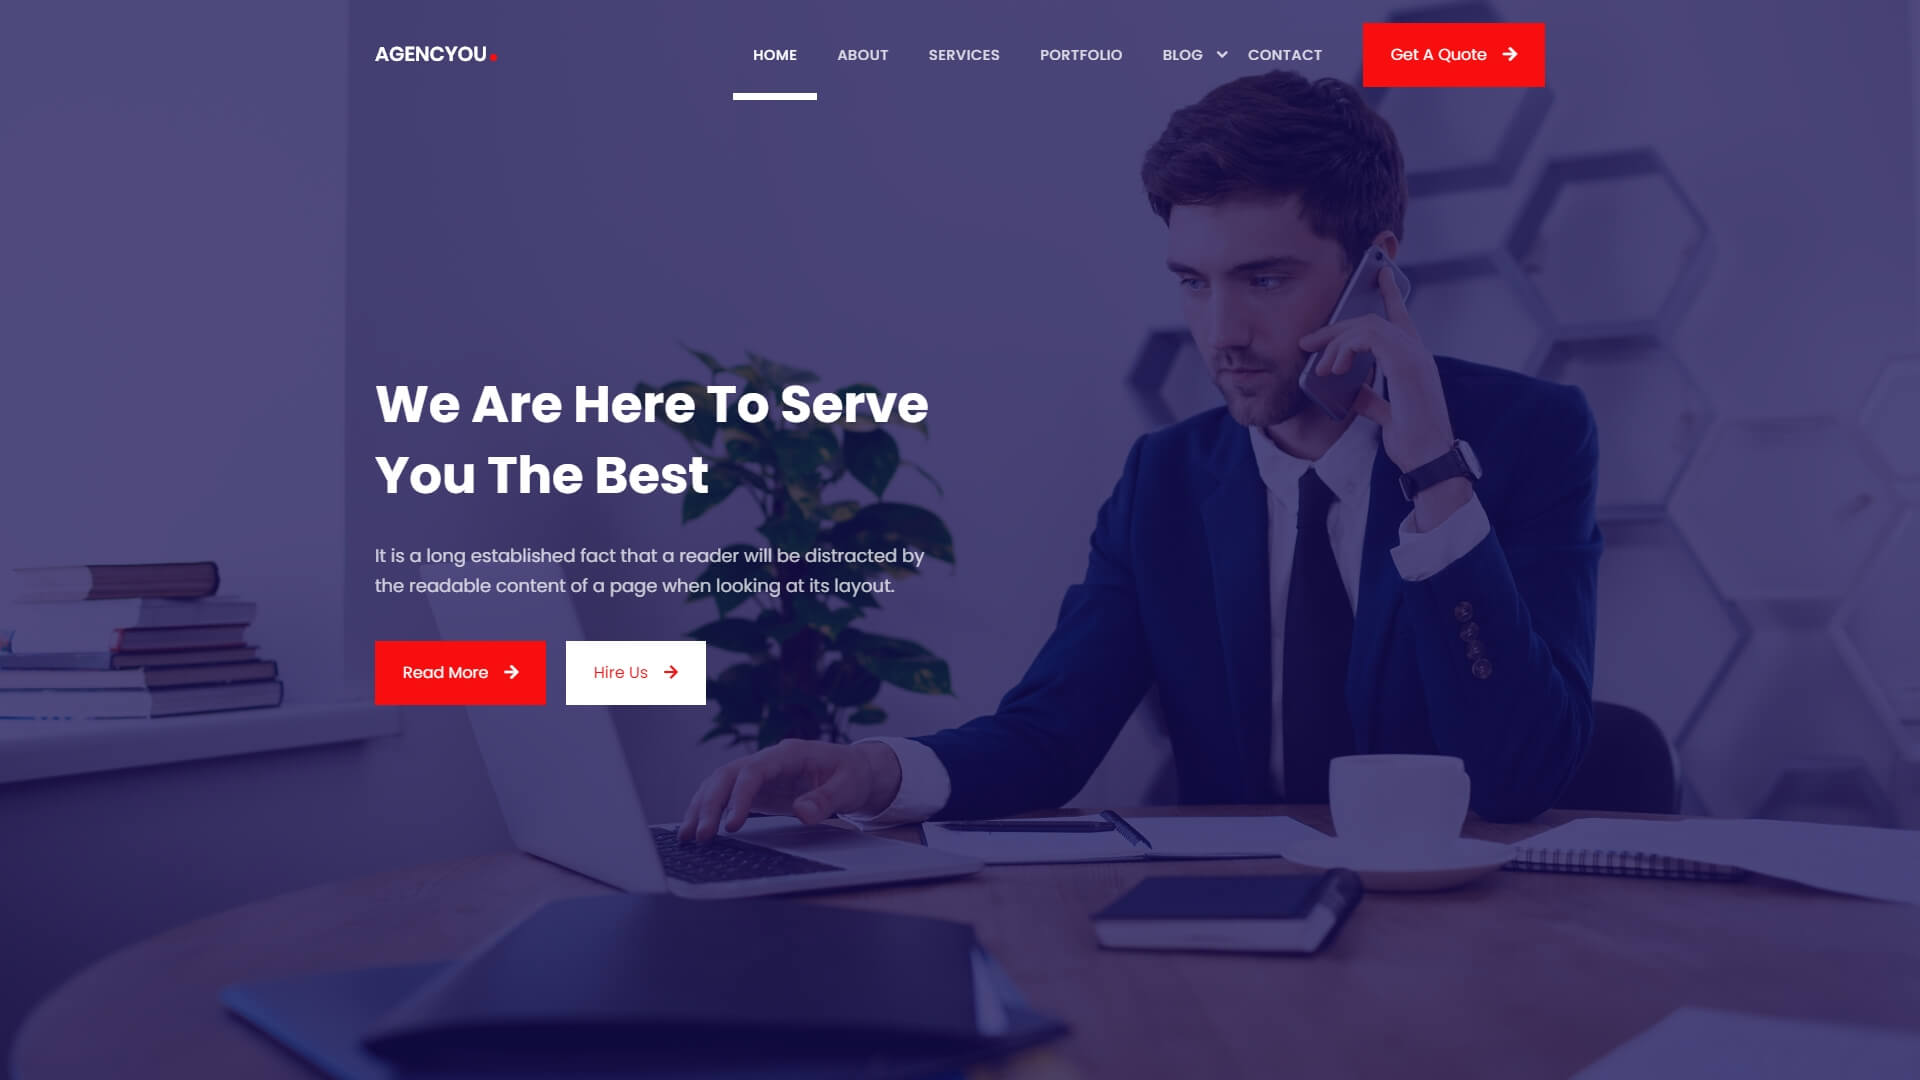 AGENCYOU.
HOME ABOUT SERVICES PORTFOLIO BLOG CONTACT Get A Quote
We Are Here To Serve
You The Best
It is a long established fact that a reader will be distracted by
the readable content of a page when looking at its layout.
Read More Hire Us